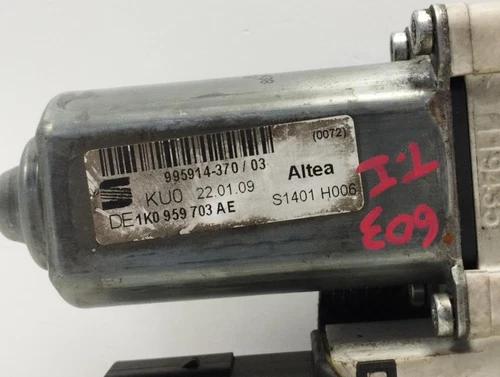 (0072)
995914-370/03
Altea
KU0 22.01.09
S1401 H006
DE 1K0 959 703 AE
T.I
603